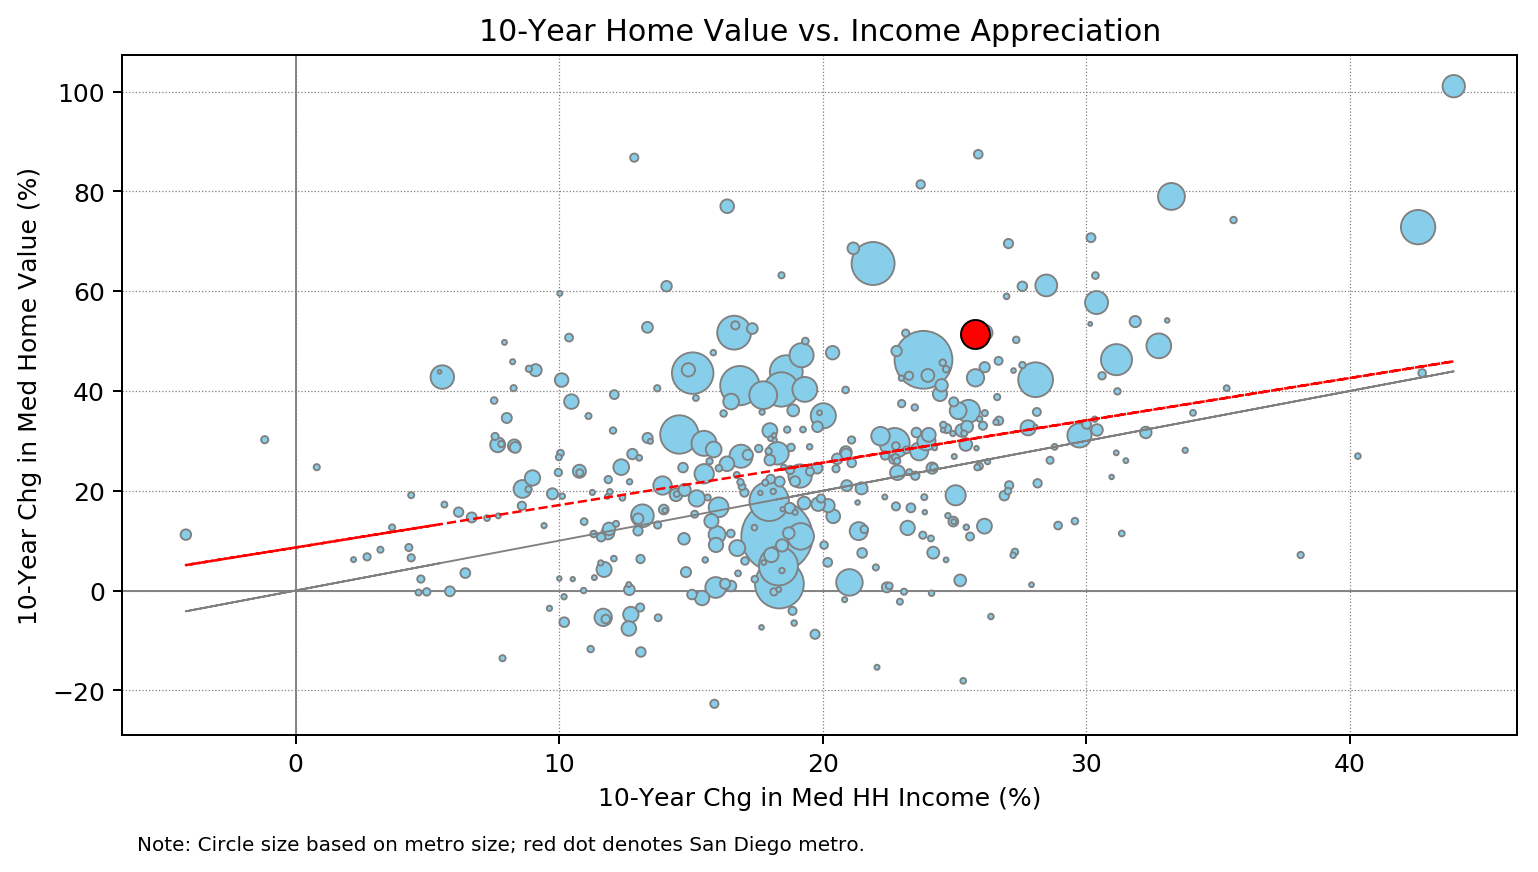 10-Year Home Value vs. Income Appreciation
10-Year Chg in Med Home Value (%)
100
80
60
40
20
0
−20
0 10 20 30 40
10-Year Chg in Med HH Income (%)
Note: Circle size based on metro size; red dot denotes San Diego metro.